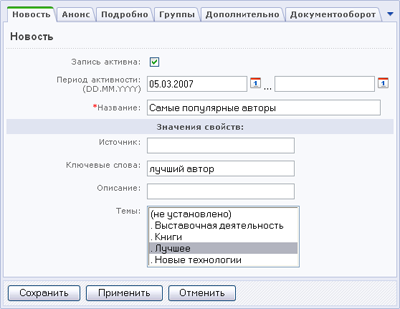 Новость Анонс Подробно Группы Дополнительно Документооборот
Новость
Запись активна:
Период активности: 05.03.2007 ...
(DD.MM.YYYY)
*Название: Самые популярные авторы
Значения свойств:
Источник:
Ключевые слова: лучший автор
Описание:
Темы: (не установлено)
. Выставочная деятельность
. Книги
. Лучшее
. Новые технологии
Сохранить Применить Отменить